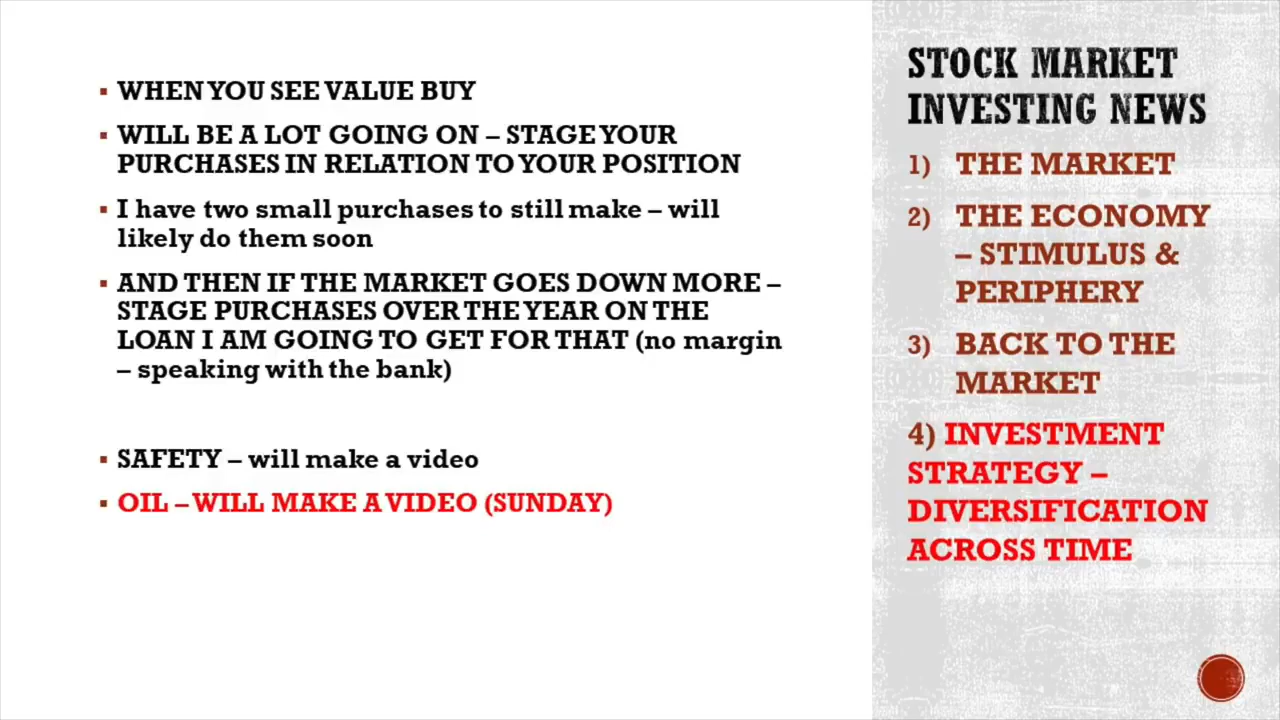 ▪ WHEN YOU SEE VALUE BUY
▪ WILL BE A LOT GOING ON – STAGE YOUR
PURCHASES IN RELATION TO YOUR POSITION
▪ I have two small purchases to still make – will
likely do them soon
▪ AND THEN IF THE MARKET GOES DOWN MORE –
STAGE PURCHASES OVER THE YEAR ON THE
LOAN I AM GOING TO GET FOR THAT (no margin
– speaking with the bank)
▪ SAFETY – will make a video
▪ OIL – WILL MAKE A VIDEO (SUNDAY)
STOCK MARKET
INVESTING NEWS
1) THE MARKET
2) THE ECONOMY
– STIMULUS &
PERIPHERY
3) BACK TO THE
MARKET
4) INVESTMENT
STRATEGY –
DIVERSIFICATION
ACROSS TIME